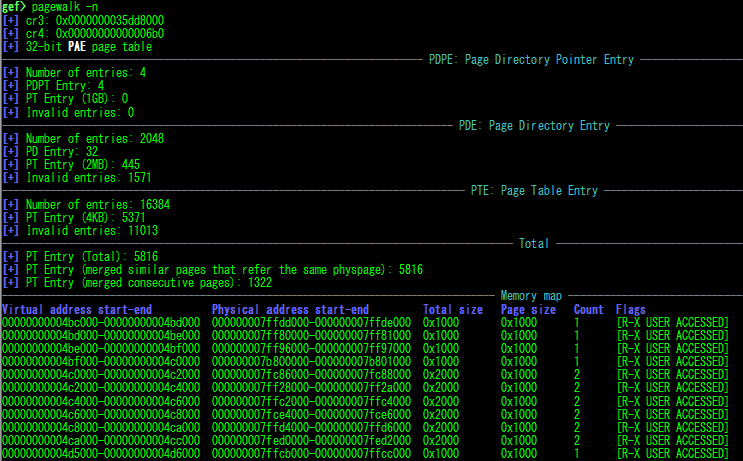 gef> pagewalk -n
[+] cr3: 0x0000000035dd8000
[+] cr4: 0x00000000000006b0
[+] 32-bit PAE page table
PDPE: Page Directory Pointer Entry
[+] Number of entries: 4
[+] PDPT Entry: 4
[+] PT Entry (1GB): 0
[+] Invalid entries: 0
PDE: Page Directory Entry
[+] Number of entries: 2048
[+] PD Entry: 32
[+] PT Entry (2MB): 445
[+] Invalid entries: 1571
PTE: Page Table Entry
[+] Number of entries: 16384
[+] PT Entry (4KB): 5371
[+] Invalid entries: 11013
Total
[+] PT Entry (Total): 5816
[+] PT Entry (merged similar pages that refer the same physpage): 5816
[+] PT Entry (merged consecutive pages): 1322
Memory map
Virtual address start-end Physical address start-end Total size Page size Count Flags
00000000004bc000-00000000004bd000 000000007ffdd000-000000007ffde000 0x1000 0x1000 1 [R-X USER ACCESSED]
00000000004bd000-00000000004be000 000000007ff80000-000000007ff81000 0x1000 0x1000 1 [R-X USER ACCESSED]
00000000004be000-00000000004bf000 000000007ff96000-000000007ff97000 0x1000 0x1000 1 [R-X USER ACCESSED]
00000000004bf000-00000000004c0000 000000007b800000-000000007b801000 0x1000 0x1000 1 [R-X USER ACCESSED]
00000000004c0000-00000000004c2000 000000007fc86000-000000007fc88000 0x2000 0x1000 2 [R-X USER ACCESSED]
00000000004c2000-00000000004c4000 000000007ff28000-000000007ff2a000 0x2000 0x1000 2 [R-X USER ACCESSED]
00000000004c4000-00000000004c6000 000000007ffc2000-000000007ffc4000 0x2000 0x1000 2 [R-X USER ACCESSED]
00000000004c6000-00000000004c8000 000000007fce4000-000000007fce6000 0x2000 0x1000 2 [R-X USER ACCESSED]
00000000004c8000-00000000004ca000 000000007ffd4000-000000007ffd6000 0x2000 0x1000 2 [R-X USER ACCESSED]
00000000004ca000-00000000004cc000 000000007fed0000-000000007fed2000 0x2000 0x1000 2 [R-X USER ACCESSED]
00000000004d5000-00000000004d6000 000000007ffcb000-000000007ffcc000 0x1000 0x1000 1 [R-X USER ACCESSED]